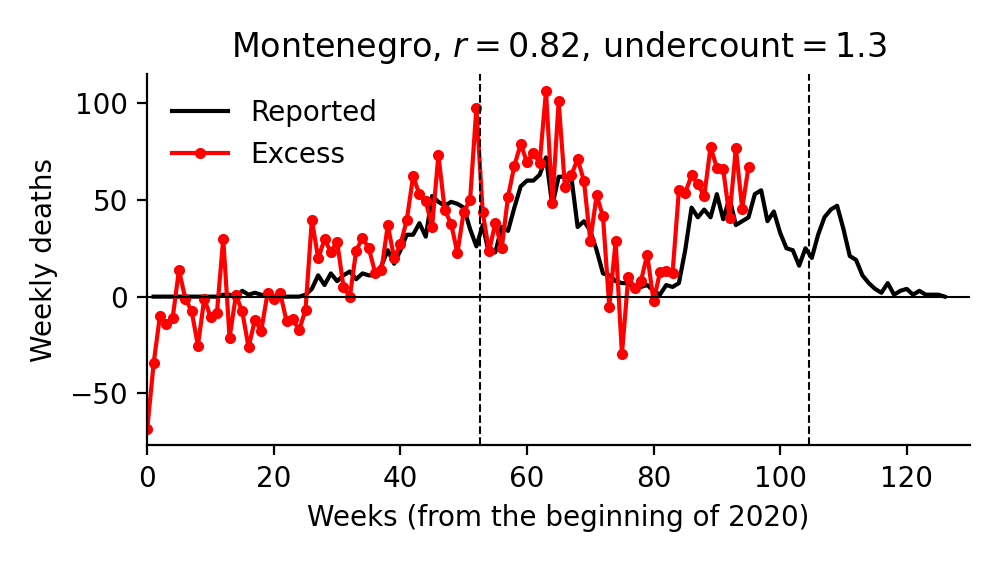 Montenegro, r = 0.82, undercount = 1.3
Weekly deaths
100
50
0
−50
Reported
Excess
0 20 40 60 80 100 120
Weeks (from the beginning of 2020)